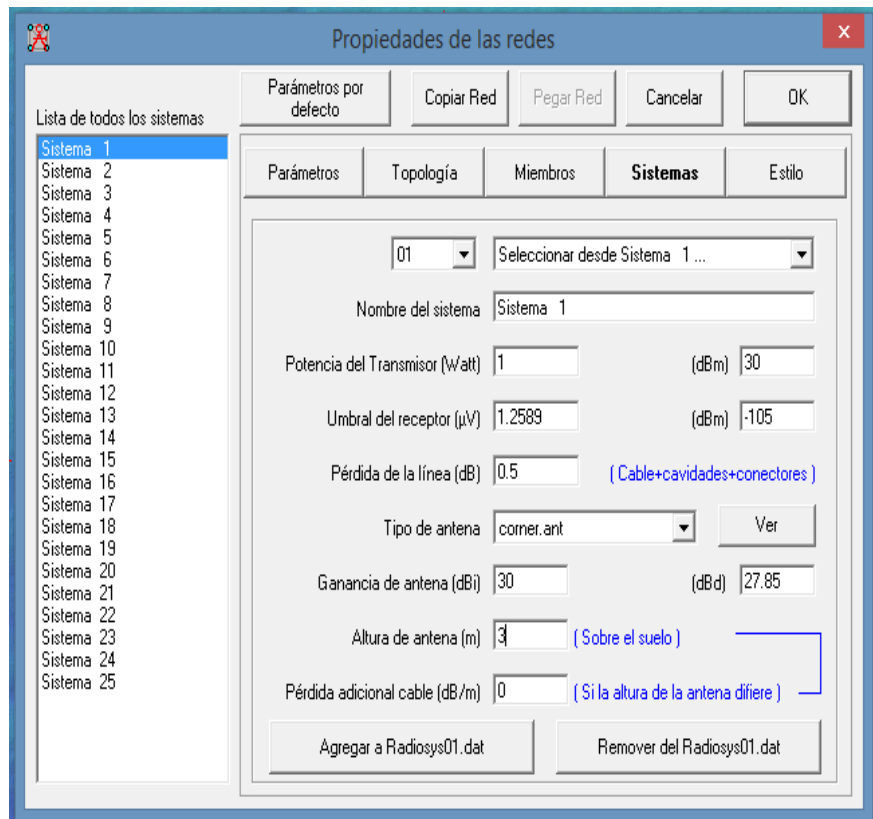 Propiedades de las redes
x
Parámetros por defecto
Copiar Red
Pegar Red
Cancelar
OK
Lista de todos los sistemas
Sistema 1
Sistema 2
Sistema 3
Sistema 4
Sistema 5
Sistema 6
Sistema 7
Sistema 8
Sistema 9
Sistema 10
Sistema 11
Sistema 12
Sistema 13
Sistema 14
Sistema 15
Sistema 16
Sistema 17
Sistema 18
Sistema 19
Sistema 20
Sistema 21
Sistema 22
Sistema 23
Sistema 24
Sistema 25
Parámetros
Topología
Miembros
Sistemas
Estilo
01
Seleccionar desde Sistema 1 ...
Nombre del sistema Sistema 1
Potencia del Transmisor (Watt) 1 (dBm) 30
Umbral del receptor (µV) 1.2589 (dBm) -105
Pérdida de la línea (dB) 0.5 ( Cable+cavidades+conectores )
Tipo de antena corner.ant Ver
Ganancia de antena (dBi) 30 (dBd) 27.85
Altura de antena (m) 3 ( Sobre el suelo )
Pérdida adicional cable (dB/m) 0 ( Si la altura de la antena difiere )
Agregar a Radiosys01.dat
Remover del Radiosys01.dat